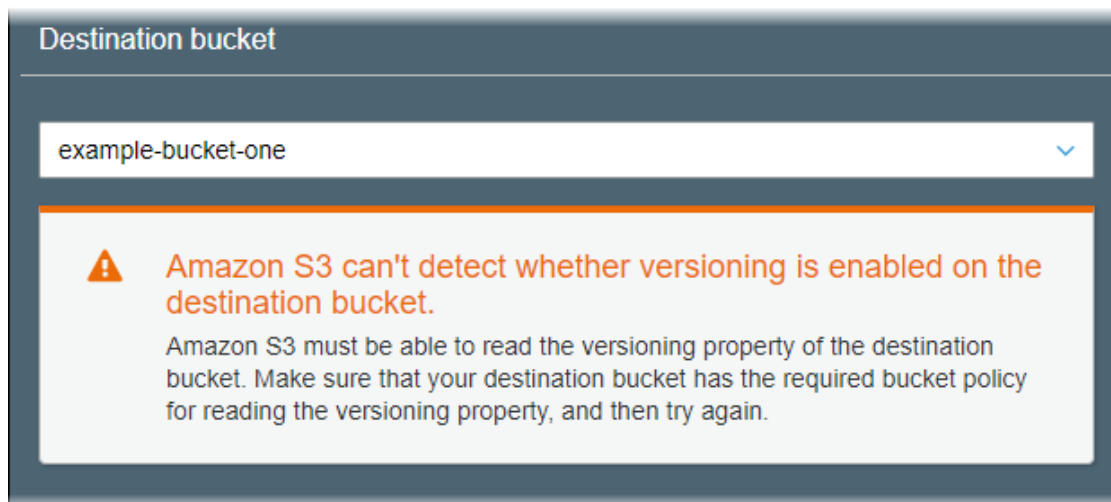 Destination bucket
example-bucket-one
Amazon S3 can't detect whether versioning is enabled on the
destination bucket.
Amazon S3 must be able to read the versioning property of the destination
bucket. Make sure that your destination bucket has the required bucket policy
for reading the versioning property, and then try again.